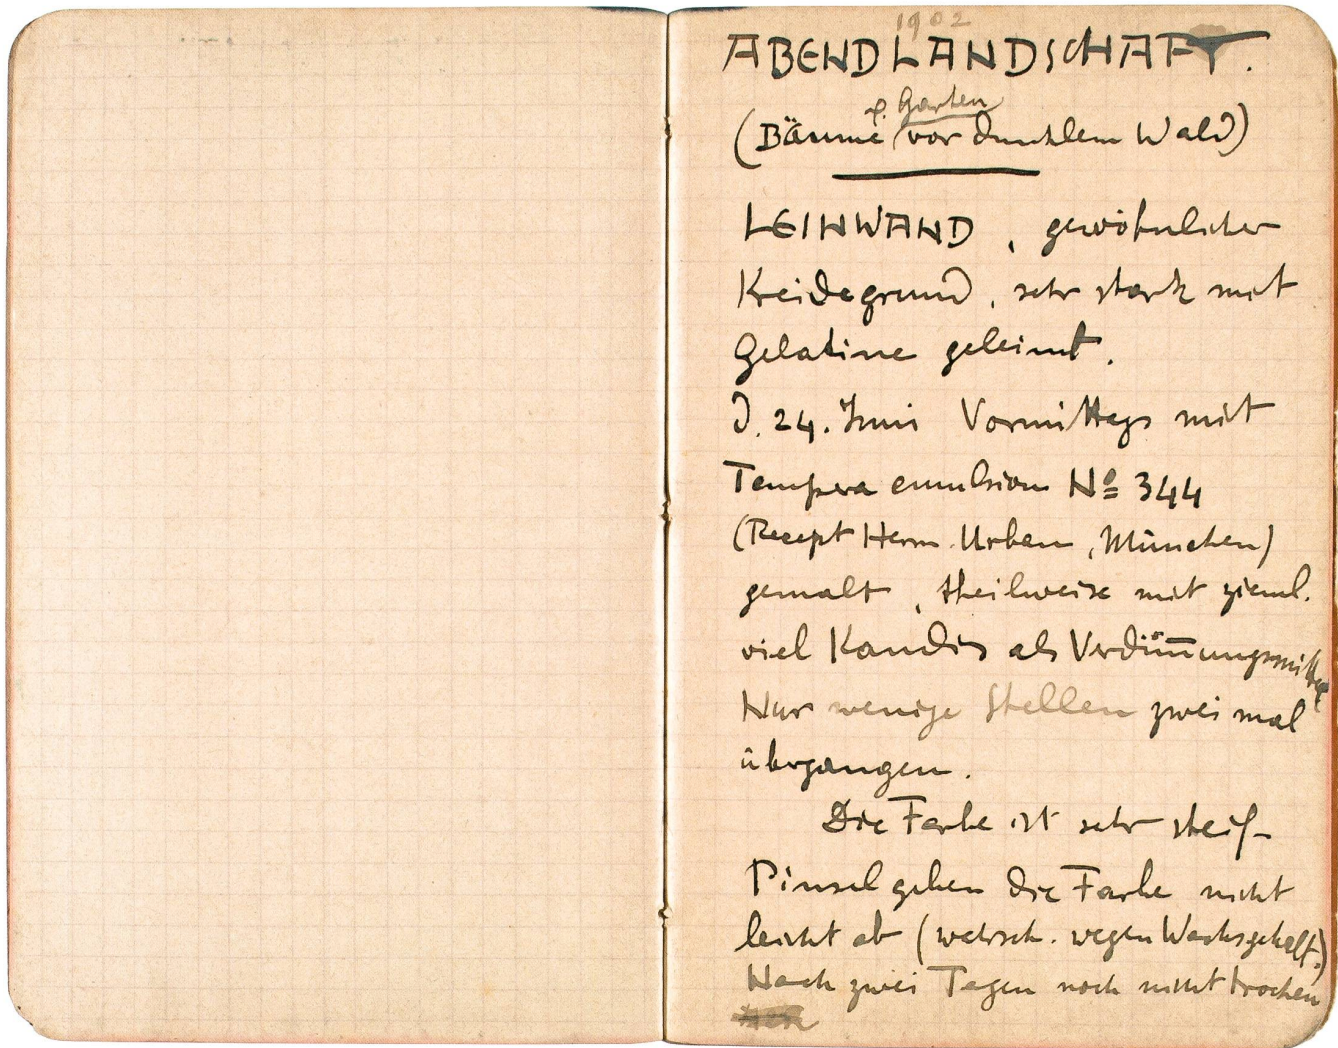 1902
ABENDLANDSCHAFT.
Garten
(Bäume vor dunklem Wald)
LEINWAND, gewöhnlicher
Kreidegrund, sehr stark mit
Gelatine geleimt.
D. 24. Juni Vormittags mit
Tempera emulsion Nº 344
(Recept Herm. Urban, München)
gemalt, theilweise mit zieml.
viel Kandis als Verdün̄ungsmittel
Nur wenige Stellen zwei mal
übergangen.
Die Farbe ist sehr steif
Pinsel geben die Farbe nicht
leicht ab (wahrsch. wegen Wachsgehalt.)
Nach zwei Tagen noch nicht trocken